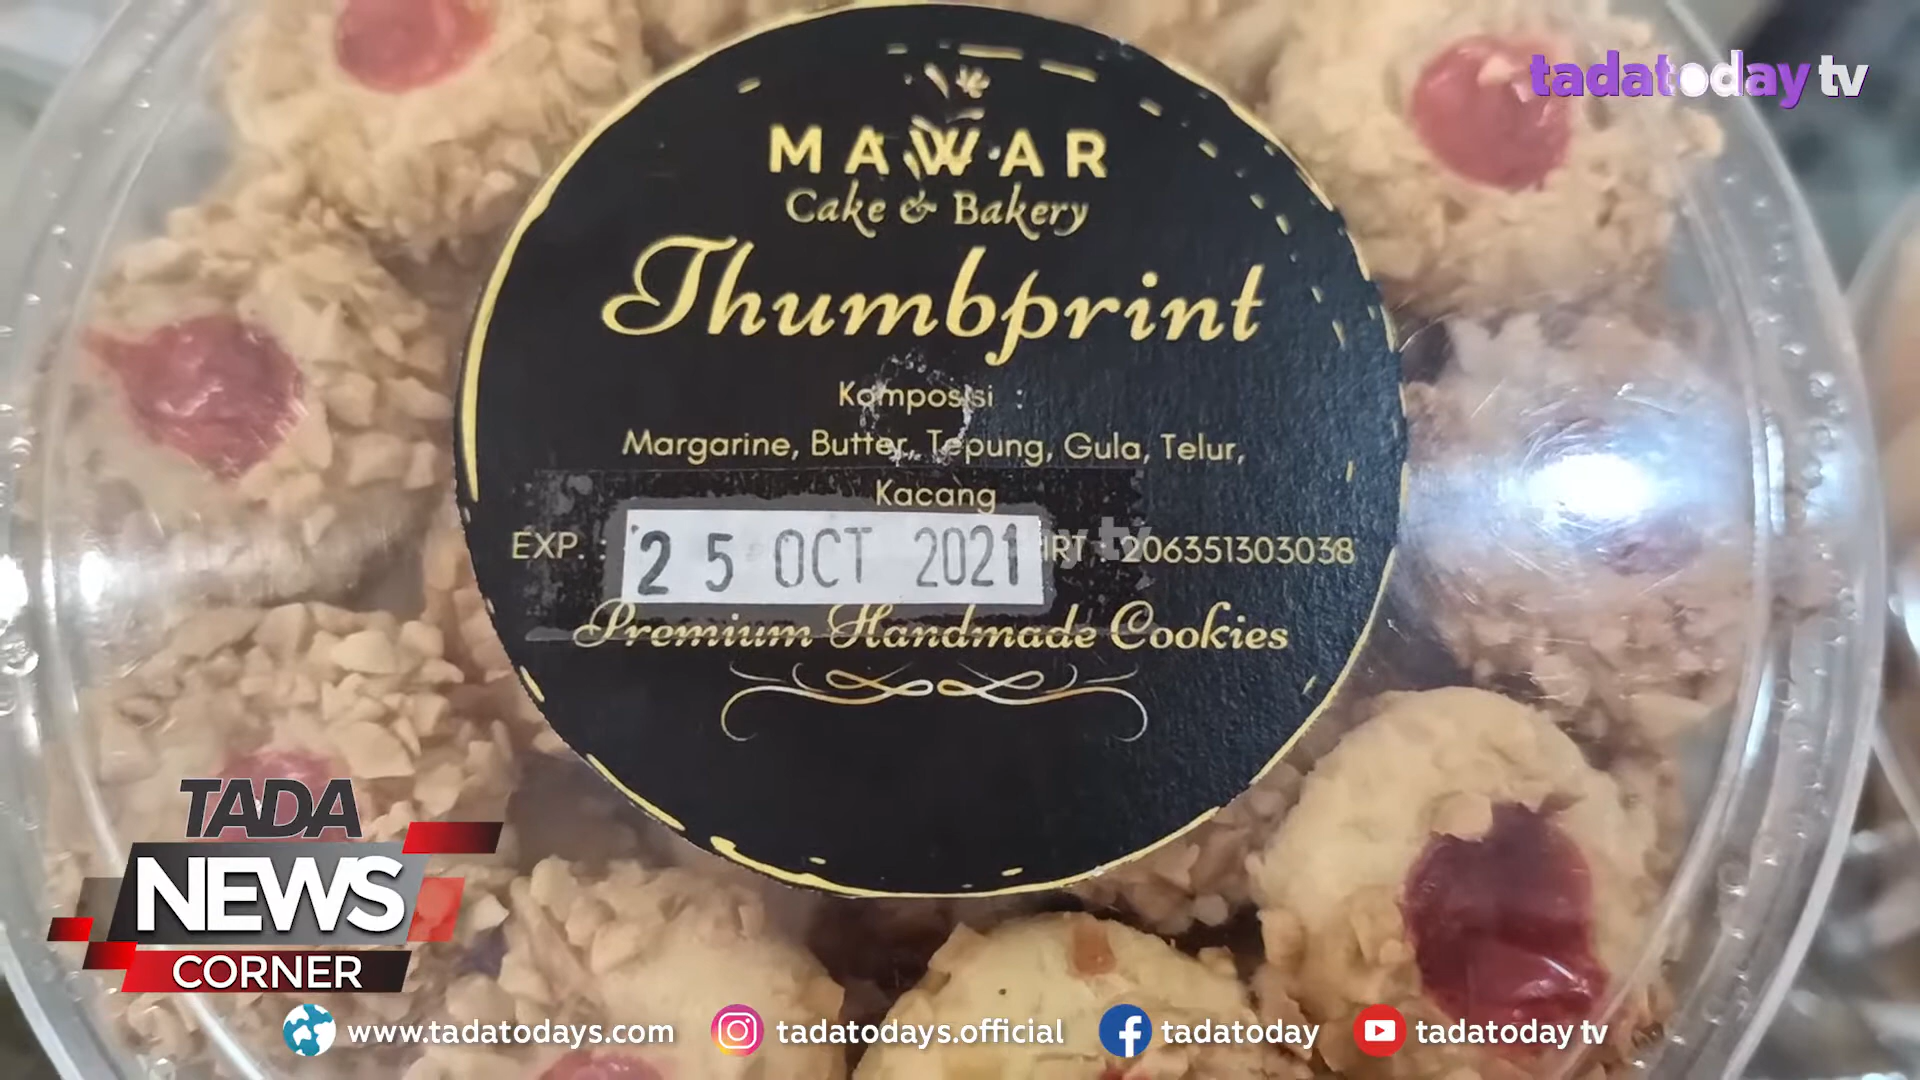 tadatoday tv
MAWAR
Cake & Bakery
Thumbprint
Komposisi :
Margarine, Butter, Tepung, Gula, Telur,
Kacang
EXP. : 25 OCT 2021 IRT : 206351303038
Premium Handmade Cookies
TADA
NEWS
CORNER
www.tadatodays.com tadatodays.official tadatoday tadatoday tv